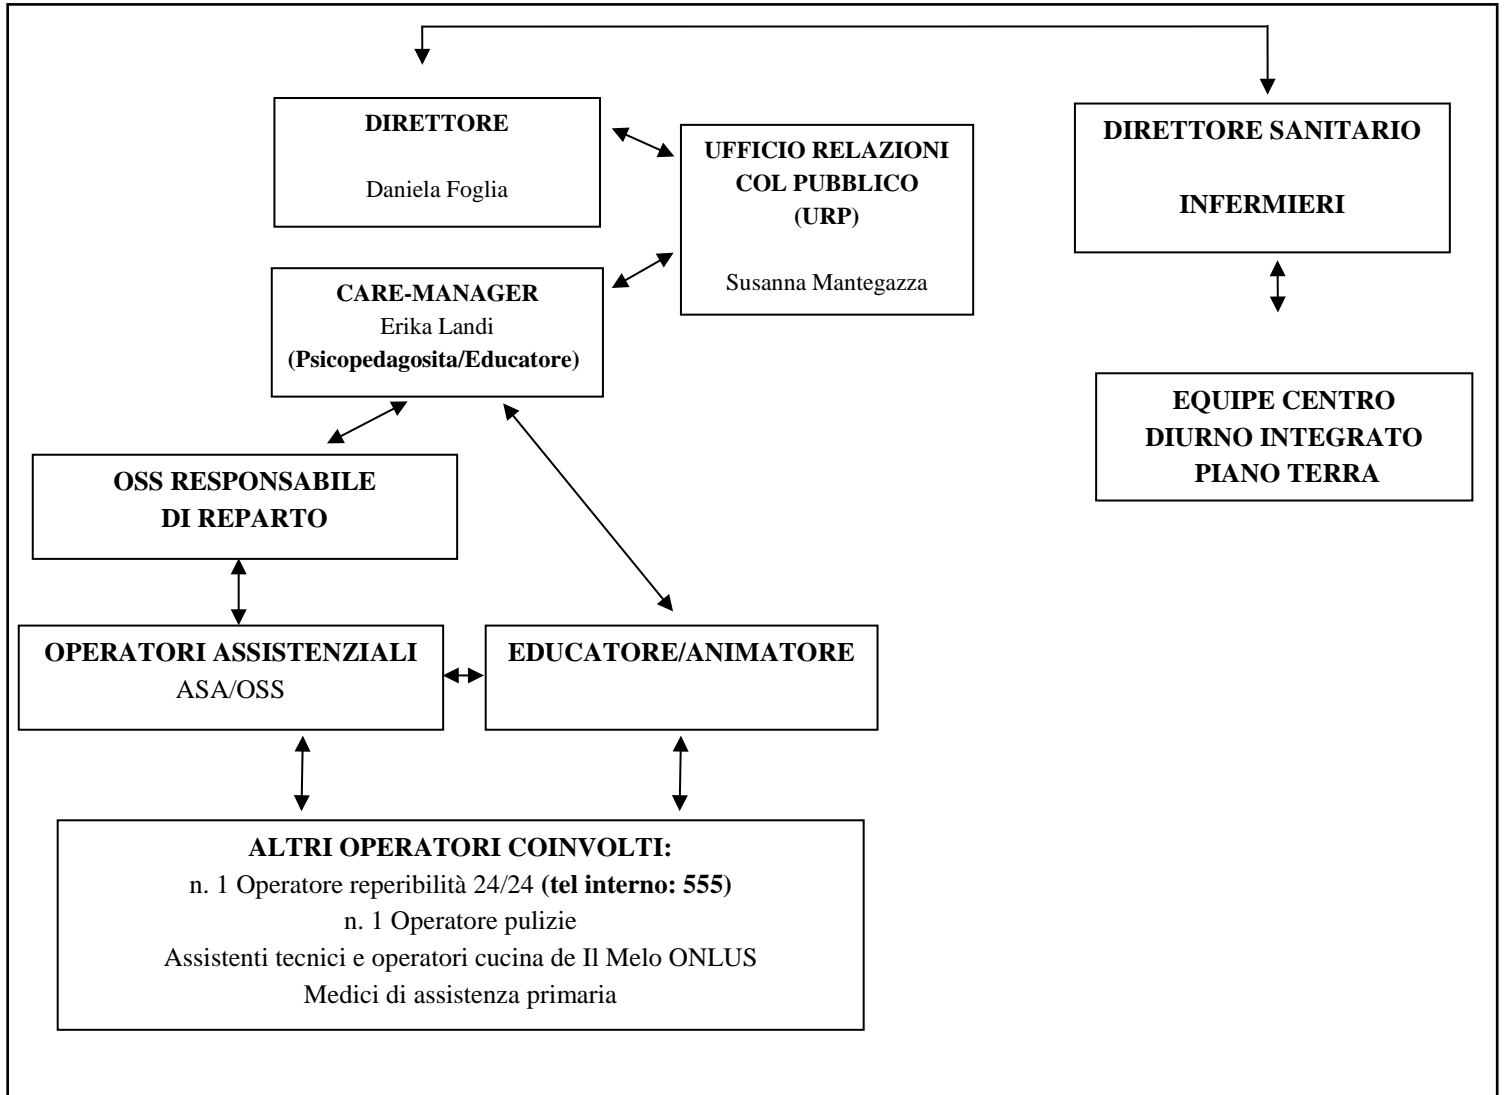 DIRETTORE
Daniela Foglia
UFFICIO RELAZIONI
COL PUBBLICO
(URP)
Susanna Mantegazza
DIRETTORE SANITARIO
INFERMIERI
CARE-MANAGER
Erika Landi
(Psicopedagosita/Educatore)
EQUIPE CENTRO
DIURNO INTEGRATO
PIANO TERRA
OSS RESPONSABILE
DI REPARTO
OPERATORI ASSISTENZIALI
ASA/OSS
EDUCATORE/ANIMATORE
ALTRI OPERATORI COINVOLTI:
n. 1 Operatore reperibilità 24/24 (tel interno: 555)
n. 1 Operatore pulizie
Assistenti tecnici e operatori cucina de Il Melo ONLUS
Medici di assistenza primaria